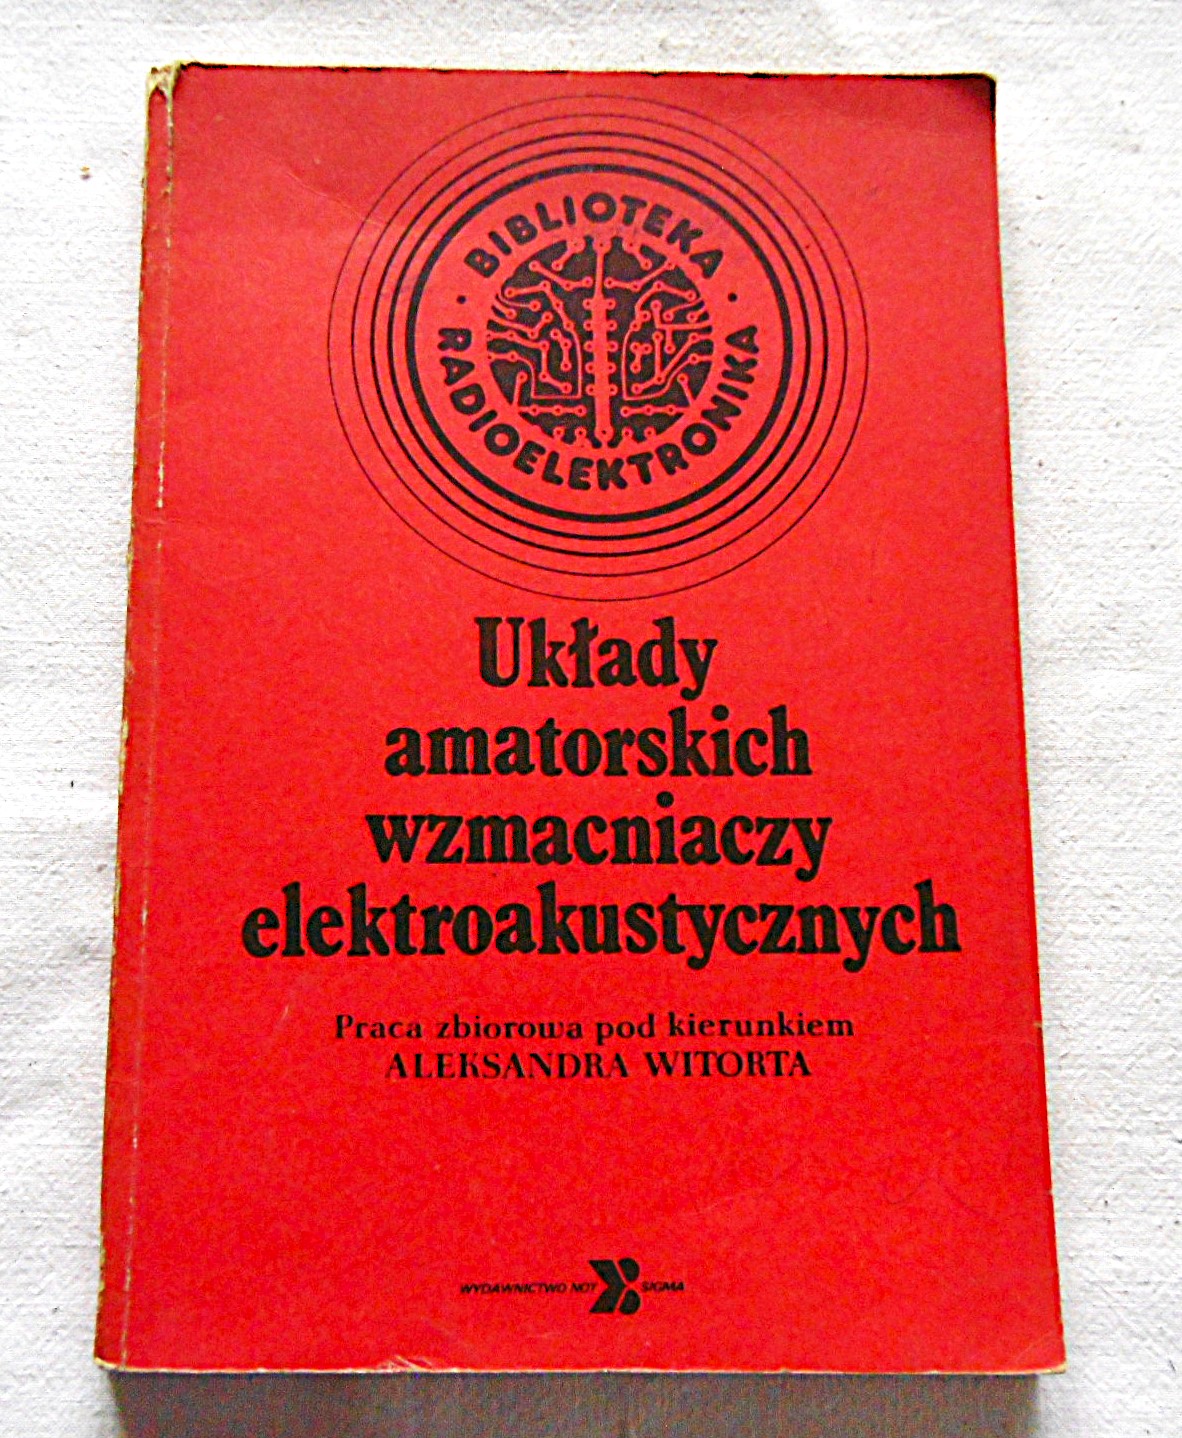 BIBLIOTEKA
RADIOELEKTRONIKA
Układy
amatorskich
wzmacniaczy
elektroakustycznych
Praca zbiorowa pod kierunkiem
ALEKSANDRA WITORTA
WYDAWNICTWO NOT SIGMA